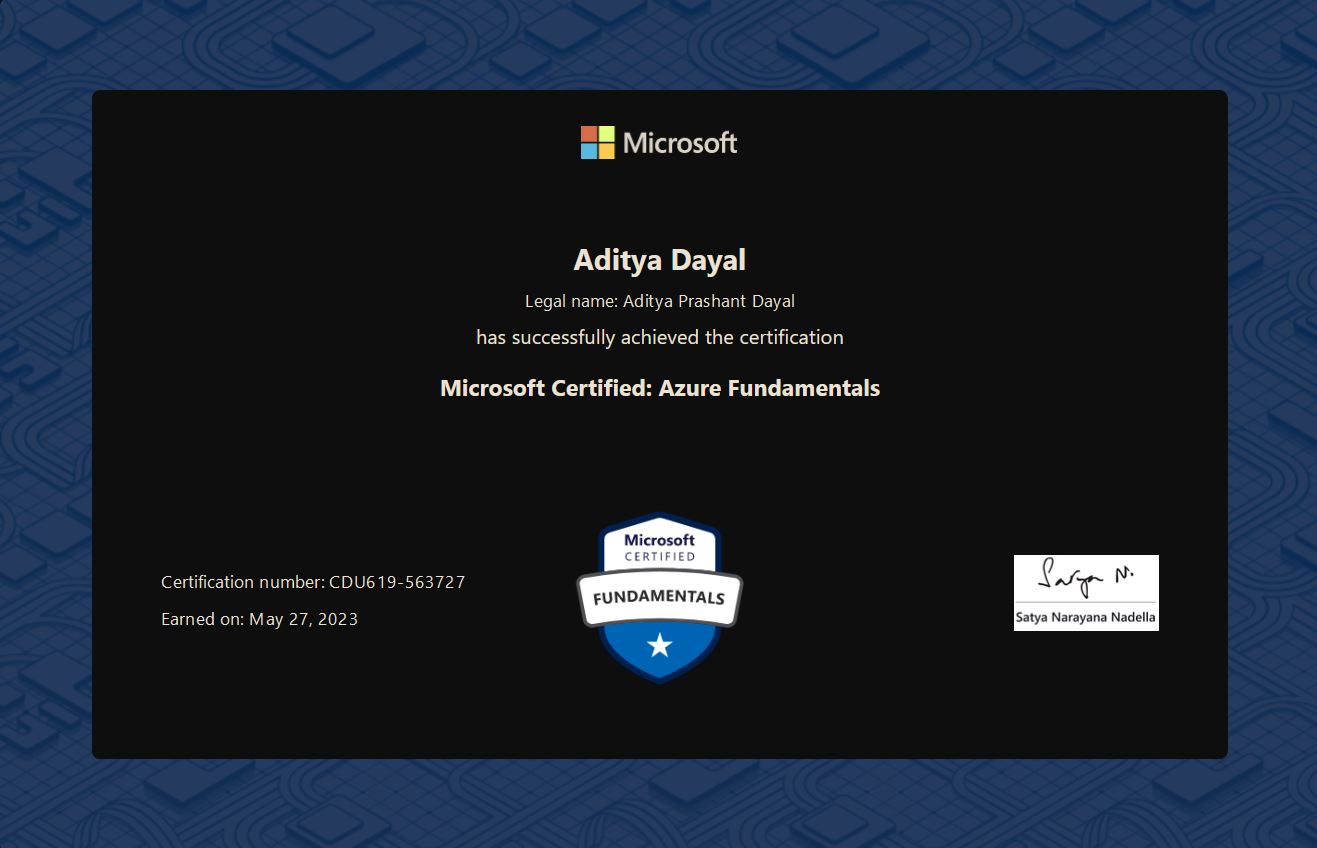 Microsoft
Aditya Dayal
Legal name: Aditya Prashant Dayal
has successfully achieved the certification
Microsoft Certified: Azure Fundamentals
Microsoft
CERTIFIED
FUNDAMENTALS
Certification number: CDU619-563727
Earned on: May 27, 2023
Satya N.
Satya Narayana Nadella